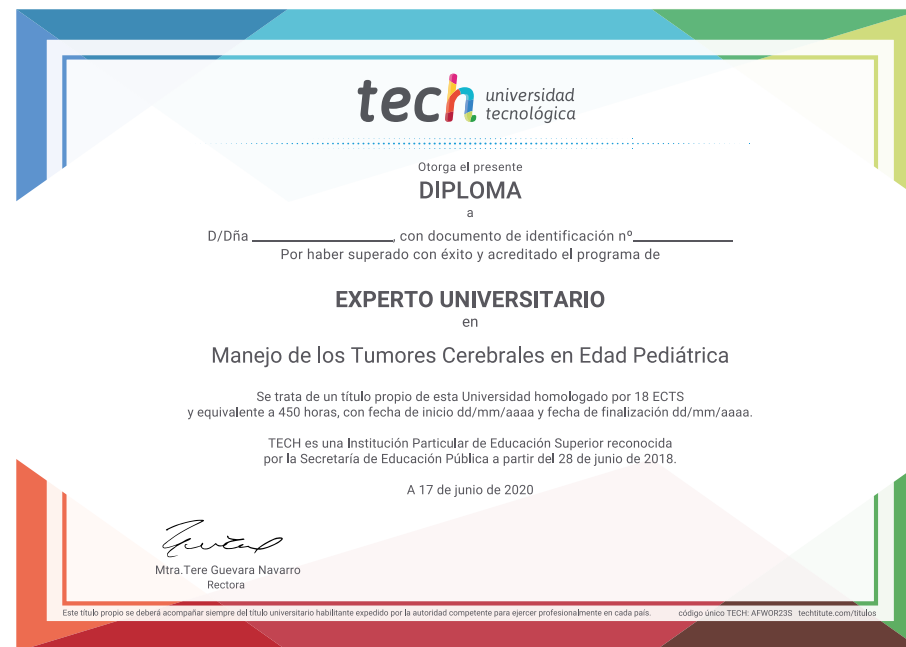 tech universidad
tecnológica
Otorga el presente
DIPLOMA
a
D/Dña ____________, con documento de identificación nº____________
Por haber superado con éxito y acreditado el programa de
EXPERTO UNIVERSITARIO
en
Manejo de los Tumores Cerebrales en Edad Pediátrica
Se trata de un título propio de esta Universidad homologado por 18 ECTS
y equivalente a 450 horas, con fecha de inicio dd/mm/aaaa y fecha de finalización dd/mm/aaaa.
TECH es una Institución Particular de Educación Superior reconocida
por la Secretaría de Educación Pública a partir del 28 de junio de 2018.
A 17 de junio de 2020
Mtra.Tere Guevara Navarro
Rectora
Este título propio se deberá acompañar siempre del título universitario habilitante expedido por la autoridad competente para ejercer profesionalmente en cada país. código único TECH: AFWOR23S techtitute.com/titulos